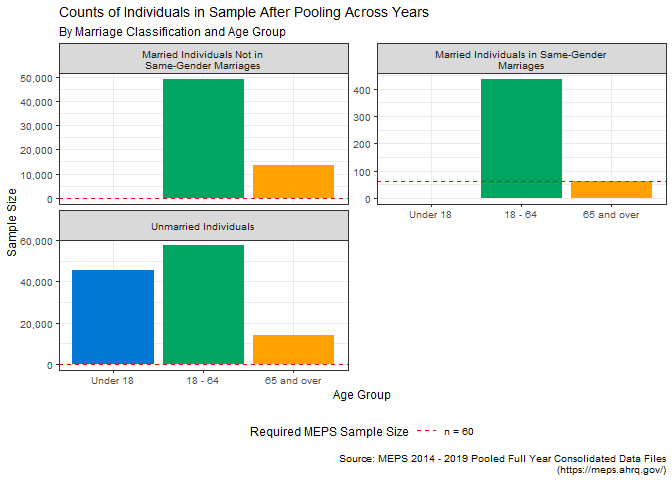 Counts of Individuals in Sample After Pooling Across Years
By Marriage Classification and Age Group
Married Individuals Not in
Same-Gender Marriages
50,000
40,000
30,000
20,000
10,000
0
Married Individuals in Same-Gender
Marriages
400
300
200
100
0
Under 18 18 - 64 65 and over
Sample Size
Unmarried Individuals
60,000
40,000
20,000
0
Under 18 18 - 64 65 and over
Age Group
Required MEPS Sample Size n = 60
Source: MEPS 2014 - 2019 Pooled Full Year Consolidated Data Files
(https://meps.ahrq.gov/)